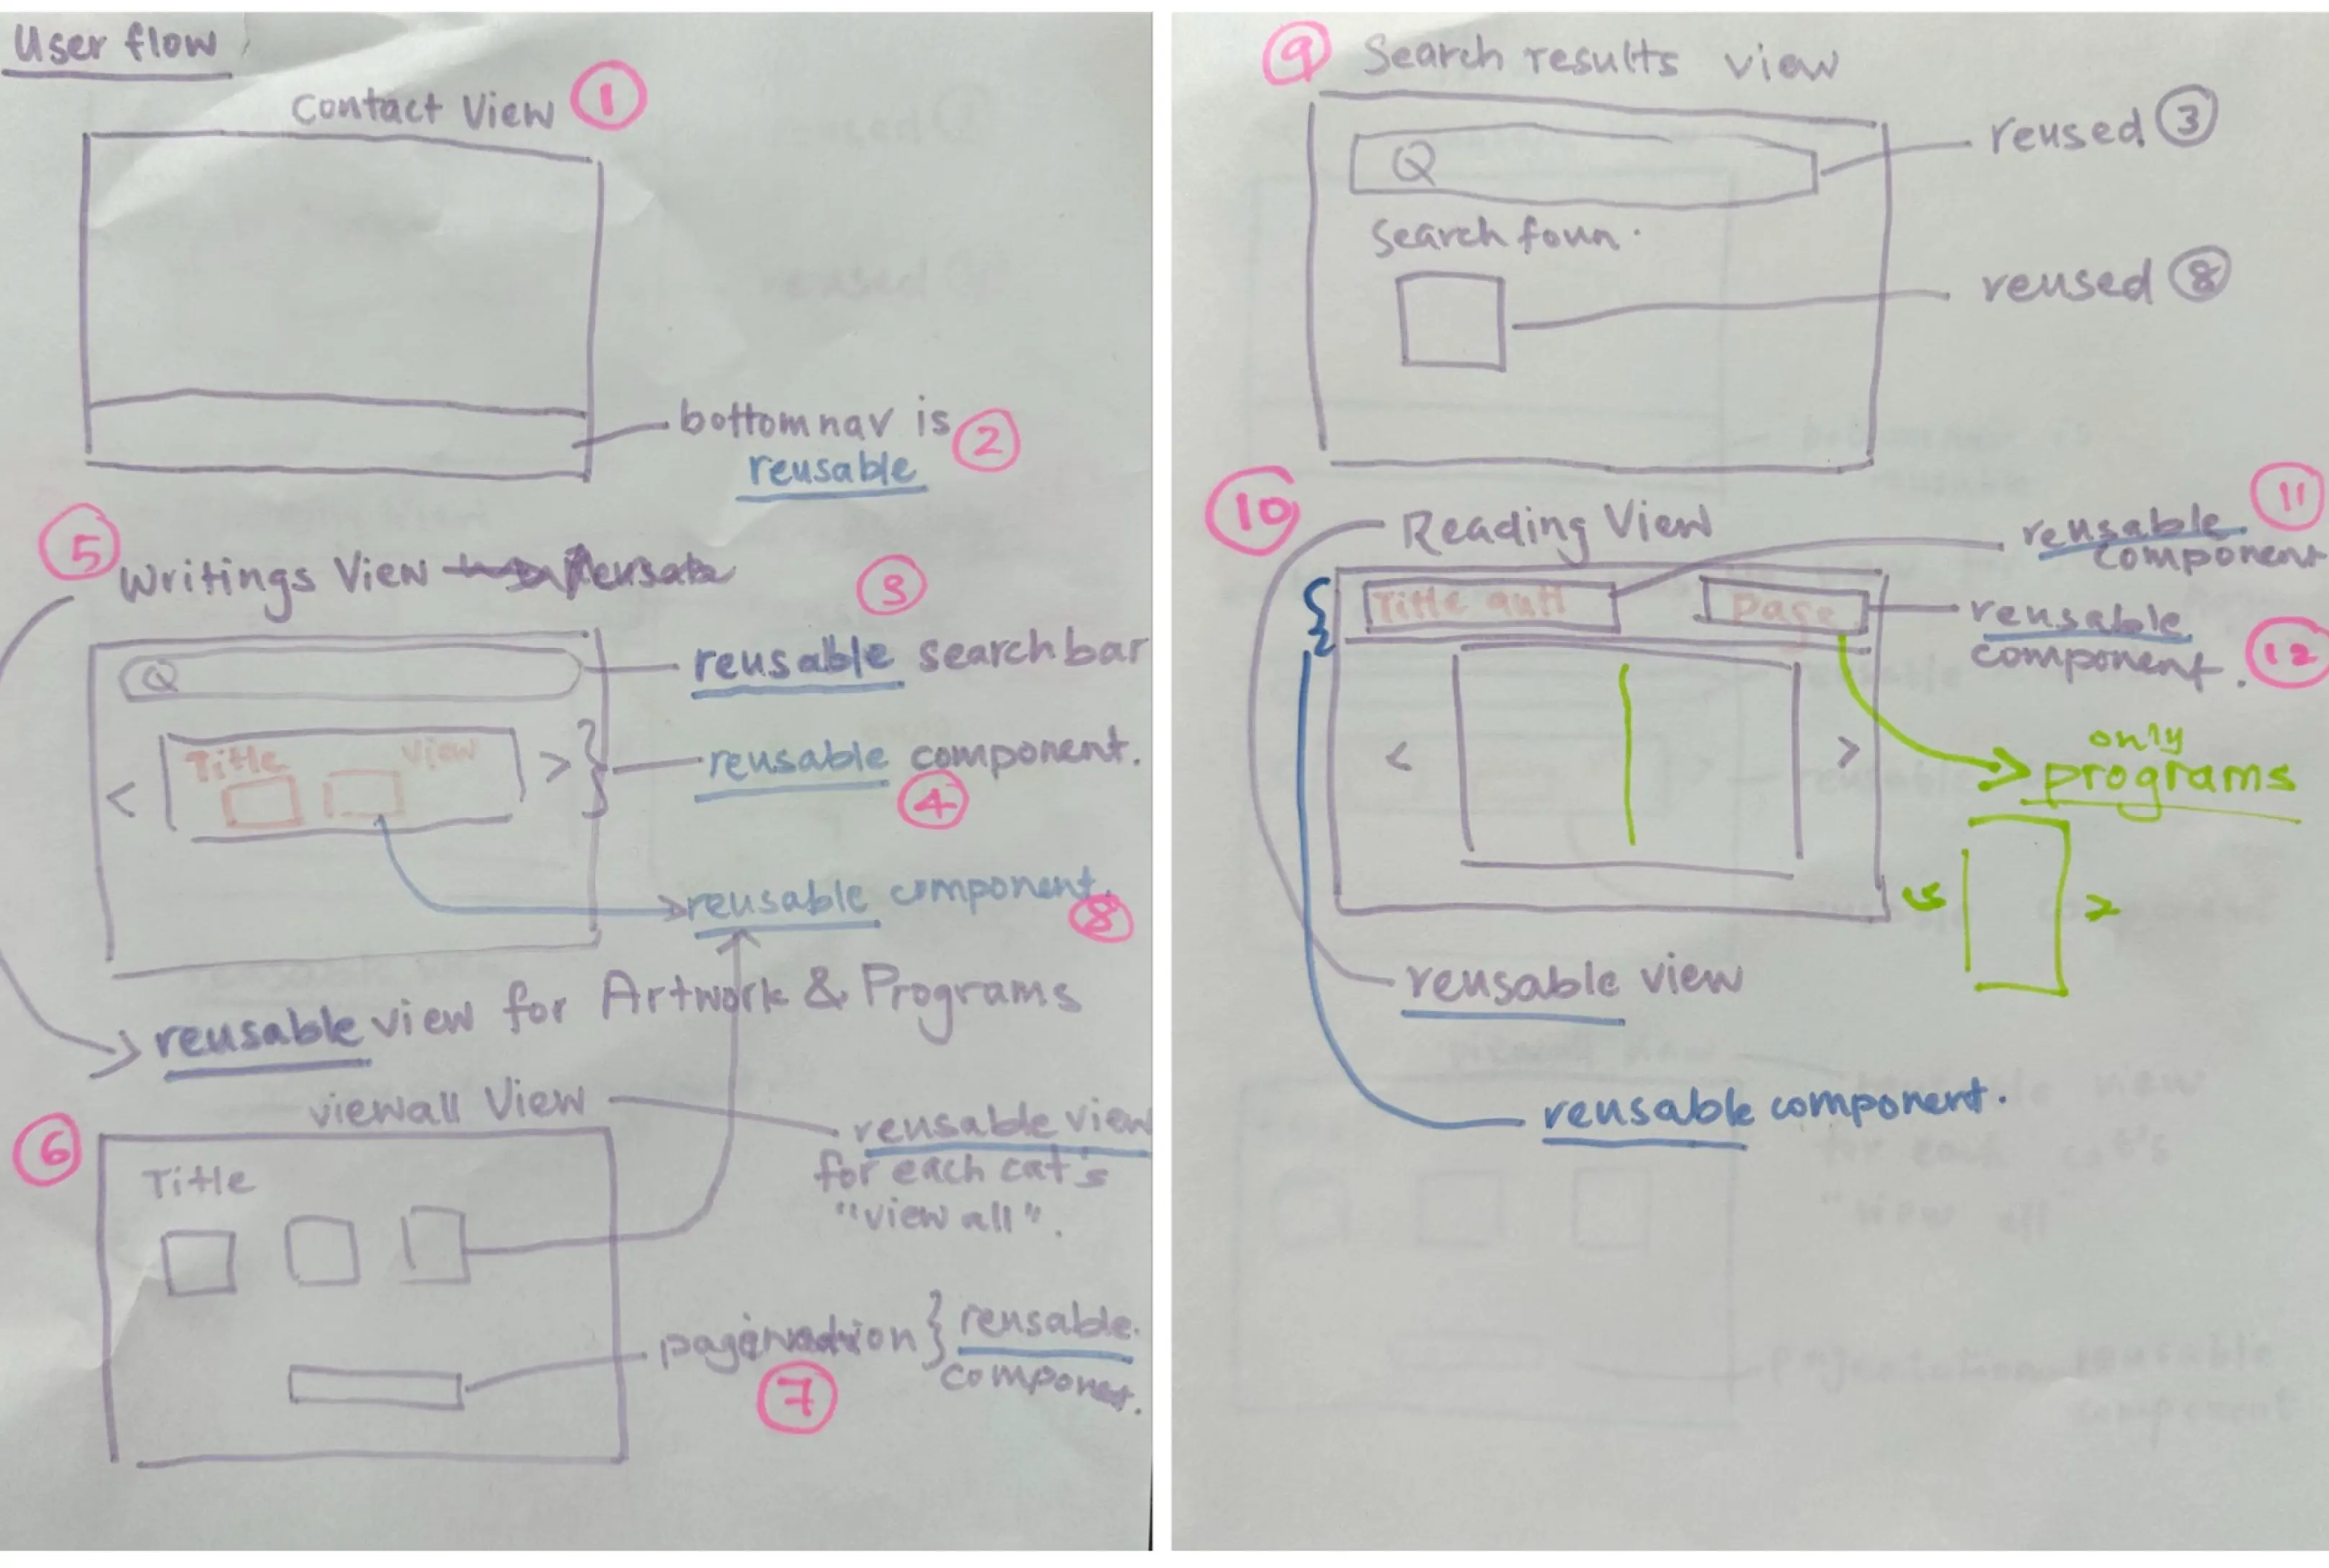 User flow
Contact View 1
bottom nav is 2
reusable
5
Writings View
3
reusable searchbar
Title view
< >
reusable component.
4
reusable component.
8
reusable view for Artwork & Programs
viewall View
6
reusable view
for each cat's
"view all".
Title
pagination } reusable.
7
9 Search results view
reused 3
Q
Search foun.
reused 8
10 Reading View
11
reusable.
component
Title auth
page
reusable
component. 12
only
programs
< >
< >
reusable view
reusable component.